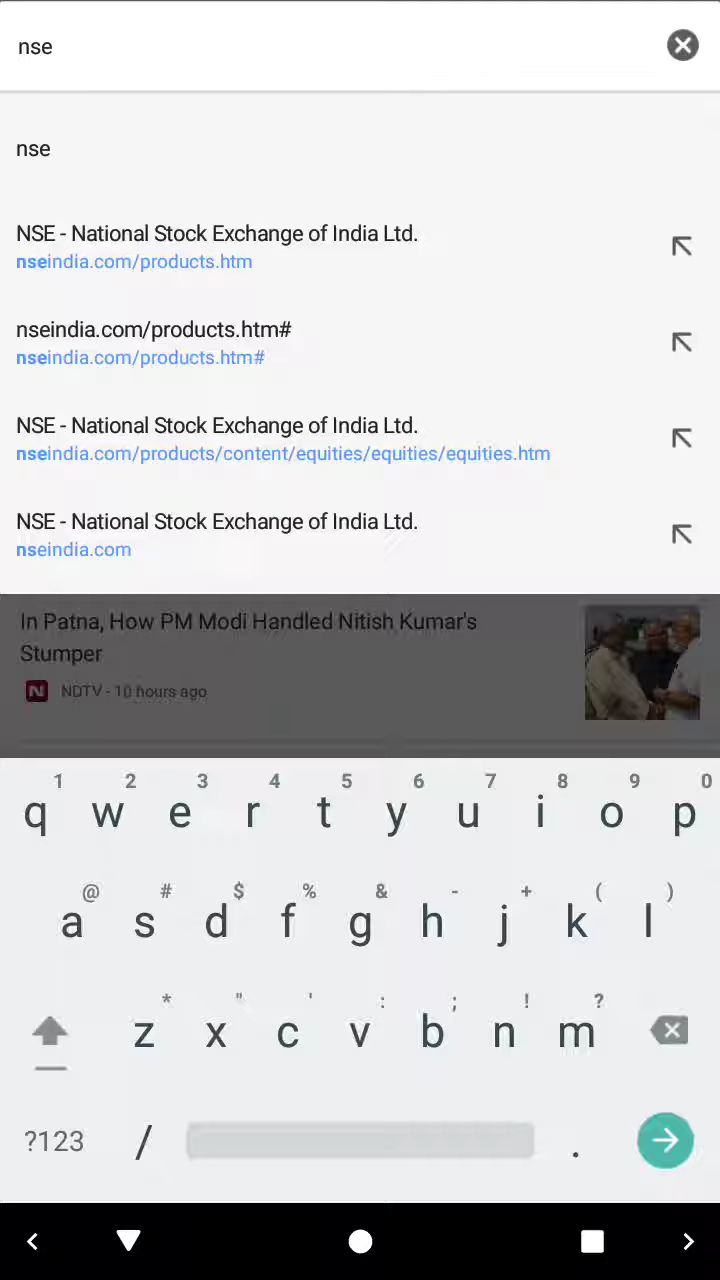 nse
nse
NSE - National Stock Exchange of India Ltd.
nseindia.com/products.htm
nseindia.com/products.htm#
nseindia.com/products.htm#
NSE - National Stock Exchange of India Ltd.
nseindia.com/products/content/equities/equities/equities.htm
NSE - National Stock Exchange of India Ltd.
nseindia.com
In Patna, How PM Modi Handled Nitish Kumar's
Stumper
N NDTV - 10 hours ago
1 2 3 4 5 6 7 8 9 0
q w e r t y u i o p
@ # $ % & - + ( )
a s d f g h j k l
* " ' : ; ! ?
z x c v b n m
?123 / .